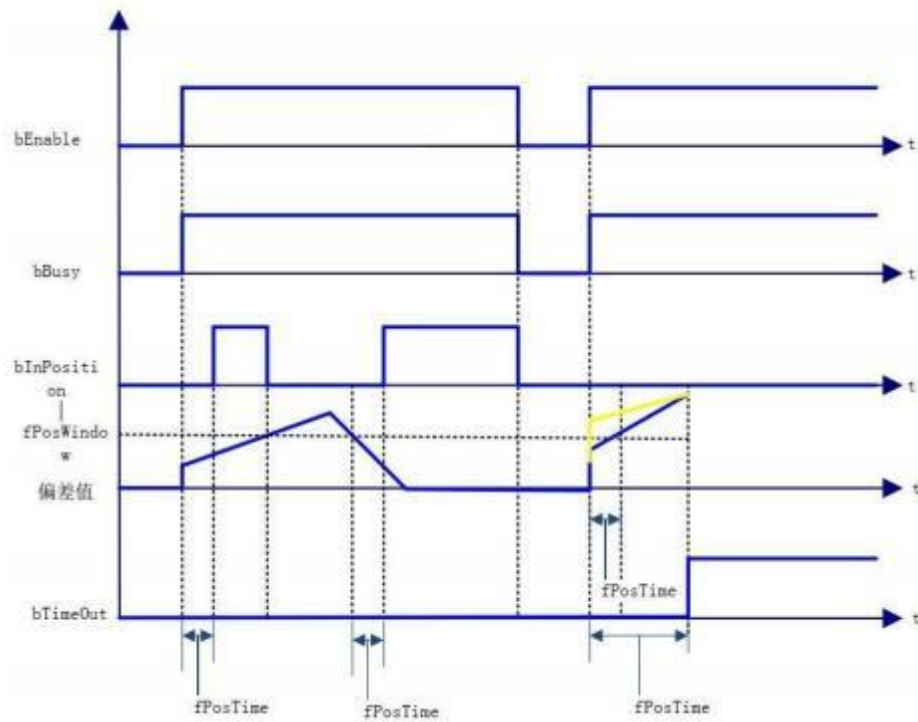 bEnable
t
bBusy
t
bInPositi
on
t
fPosWindo
w
偏差值
t
fPosTime
bTimeOut
t
fPosTime
fPosTime
fPosTime